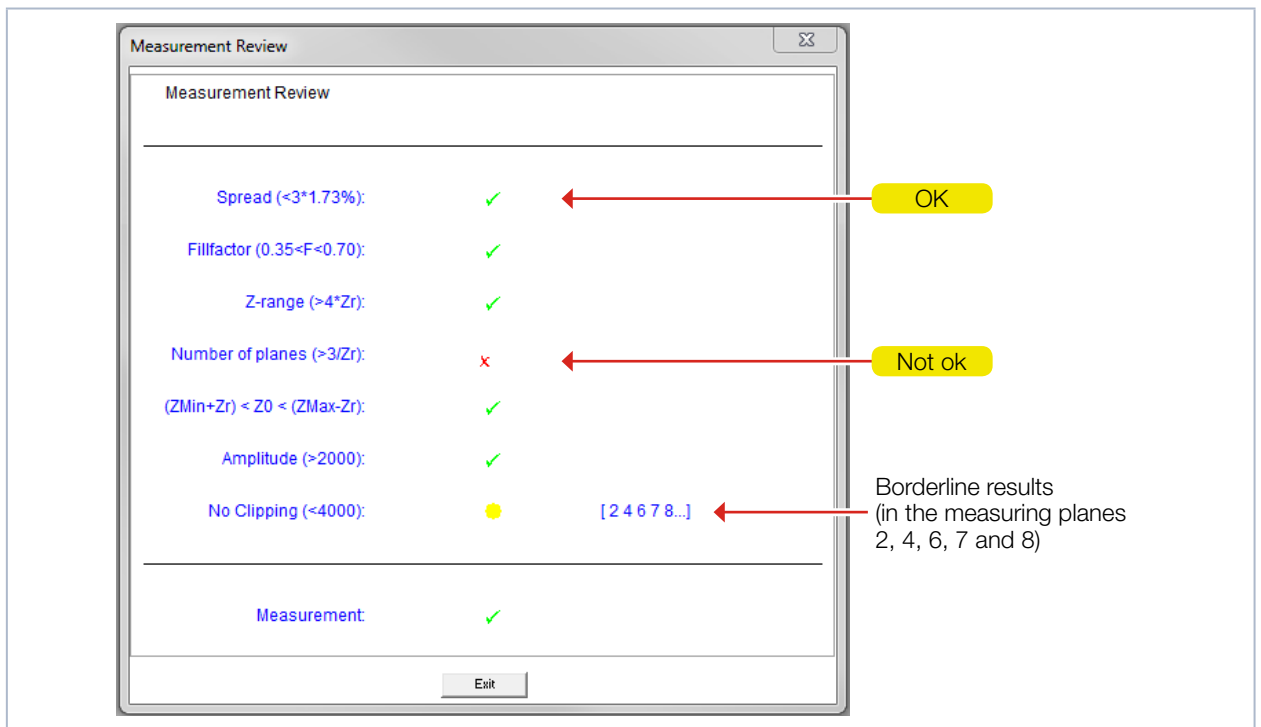 Measurement Review
Measurement Review
Spread (<3*1.73%):
OK
Fillfactor (0.35<F<0.70):
Z-range (>4*Zr):
Number of planes (>3/Zr):
Not ok
(ZMin+Zr) < Z0 < (ZMax-Zr):
Amplitude (>2000):
No Clipping (<4000):
[ 2 4 6 7 8...]
Borderline results
(in the measuring planes
2, 4, 6, 7 and 8)
Measurement:
Exit